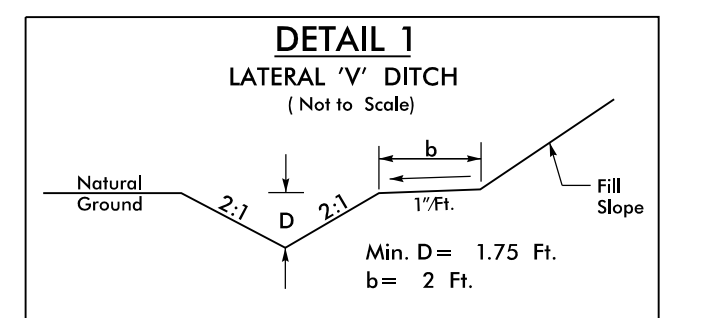 DETAIL 1
LATERAL 'V' DITCH
( Not to Scale)
b
Natural
Ground
2:1
D
2:1
1"/Ft.
Fill
Slope
Min. D= 1.75 Ft.
b= 2 Ft.